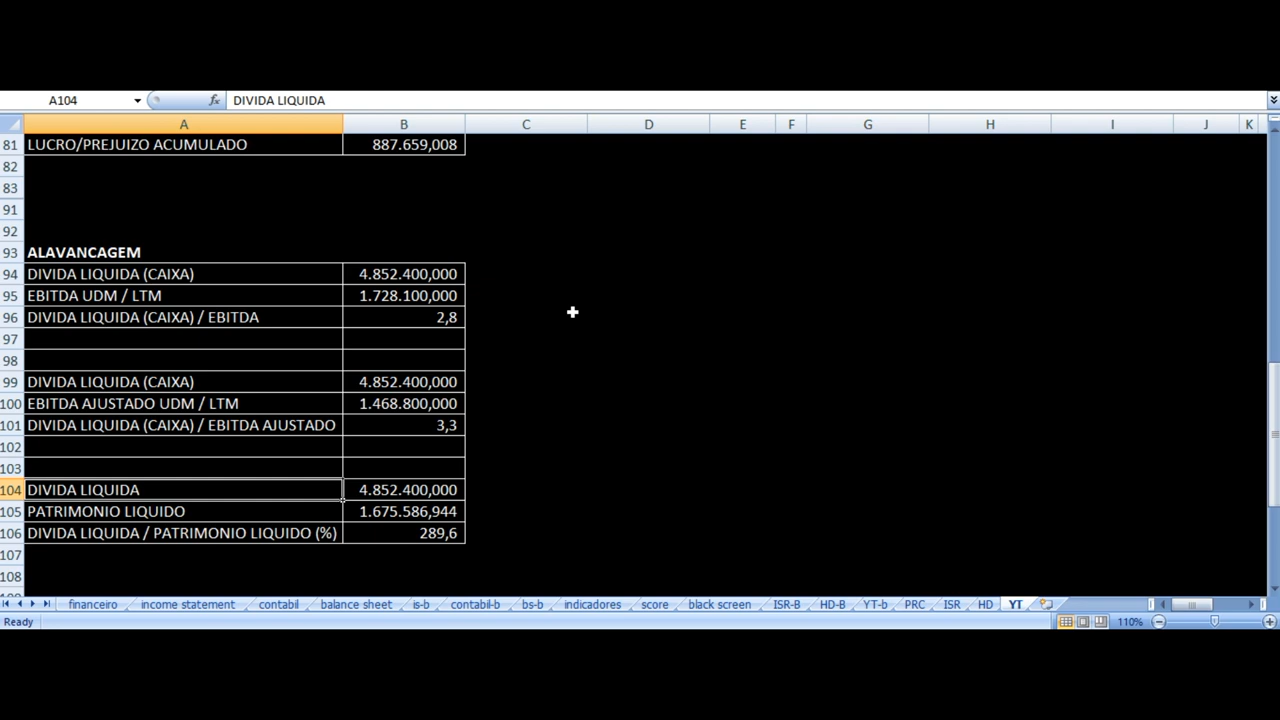 A104 fx DIVIDA LIQUIDA
A B C D E F G H I J K
81 LUCRO/PREJUIZO ACUMULADO 887.659,008
82
83
91
92
93 ALAVANCAGEM
94 DIVIDA LIQUIDA (CAIXA) 4.852.400,000
95 EBITDA UDM / LTM 1.728.100,000
96 DIVIDA LIQUIDA (CAIXA) / EBITDA 2,8
97
98
99 DIVIDA LIQUIDA (CAIXA) 4.852.400,000
100 EBITDA AJUSTADO UDM / LTM 1.468.800,000
101 DIVIDA LIQUIDA (CAIXA) / EBITDA AJUSTADO 3,3
102
103
104 DIVIDA LIQUIDA 4.852.400,000
105 PATRIMONIO LIQUIDO 1.675.586,944
106 DIVIDA LIQUIDA / PATRIMONIO LIQUIDO (%) 289,6
107
108
financeiro income statement contabil balance sheet is-b contabil-b bs-b indicadores score black screen ISR-B HD-B YT-b PRC ISR HD YT
Ready 110%